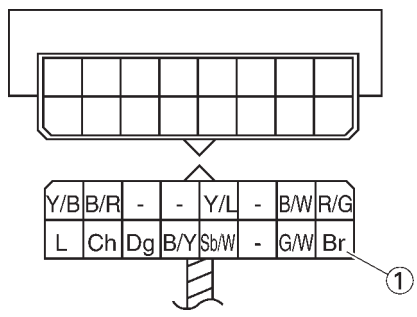 Y/B B/R - - Y/L - B/W R/G
L Ch Dg B/Y Sb/W - G/W Br
1